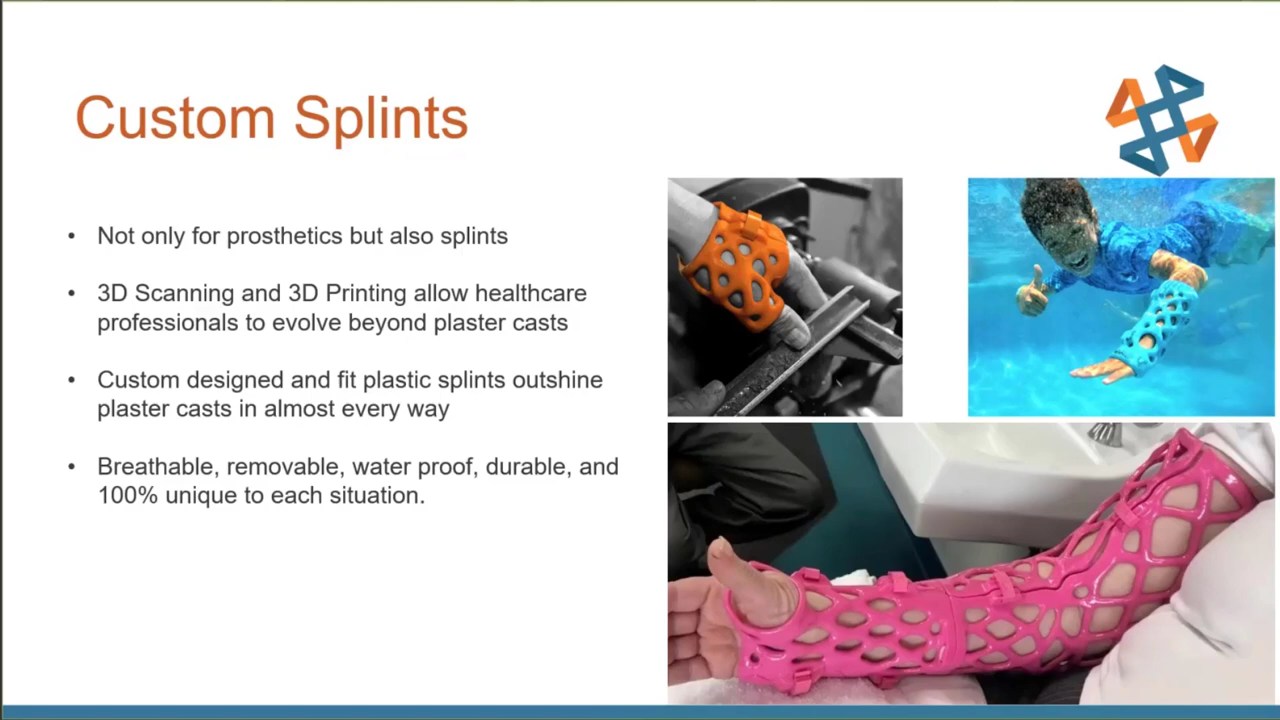 Custom Splints
• Not only for prosthetics but also splints
• 3D Scanning and 3D Printing allow healthcare
professionals to evolve beyond plaster casts
• Custom designed and fit plastic splints outshine
plaster casts in almost every way
• Breathable, removable, water proof, durable, and
100% unique to each situation.